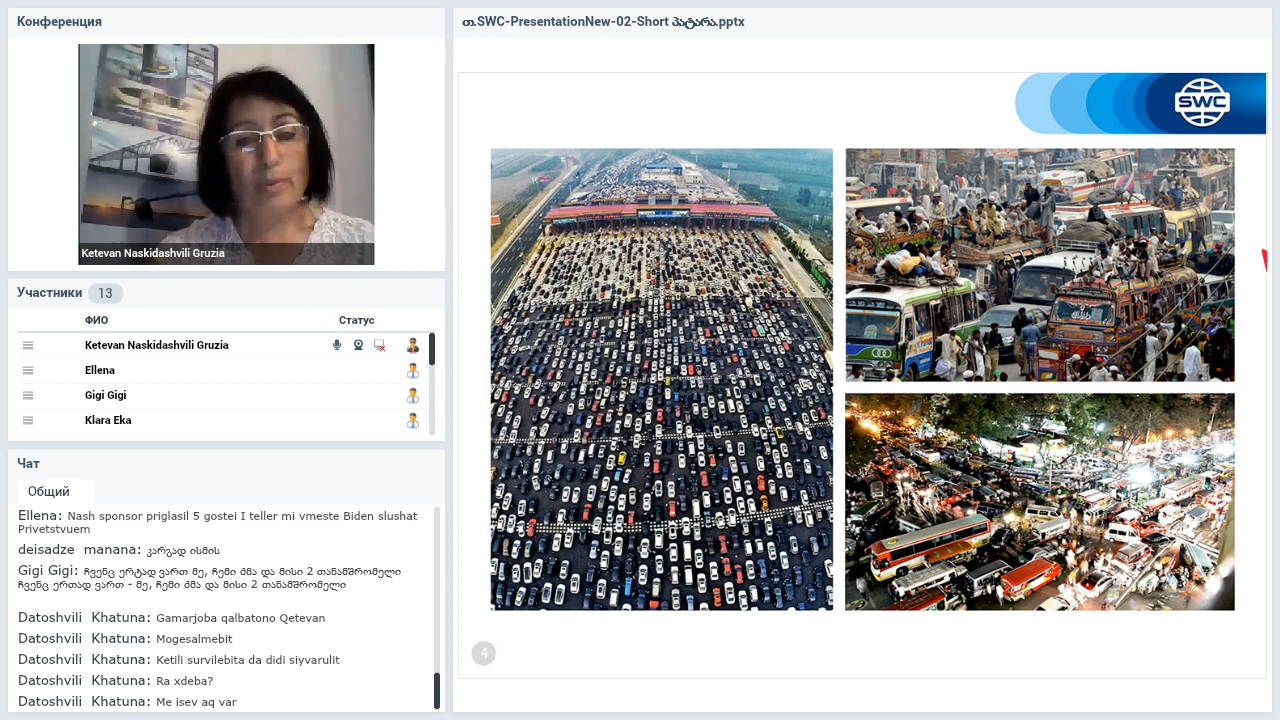 Конференция
Ketevan Naskidashvili Gruzia
Участники 13
ФИО Статус
Ketevan Naskidashvili Gruzia
Ellena
Gigi Gigi
Klara Eka
Чат
Общий
Ellena: Nash sponsor priglasil 5 gostei I teller mi vmeste Biden slushat
Privetstvuem
deisadze manana: კარგად ისმის
Gigi Gigi: ჩვენც ერტად ვართ მე, ჩემი ძმა და მისი 2 თანამშრომელი
ჩვენც ერთად ვართ - მე, ჩემი ძმა და მისი 2 თანამშრომელი
Datoshvili Khatuna: Gamarjoba qalbatono Qetevan
Datoshvili Khatuna: Mogesalmebit
Datoshvili Khatuna: Ketili survilebita da didi siyvarulit
Datoshvili Khatuna: Ra xdeba?
Datoshvili Khatuna: Me isev aq var
თ.SWC-PresentationNew-02-Short პატარა.pptx
SWC
4